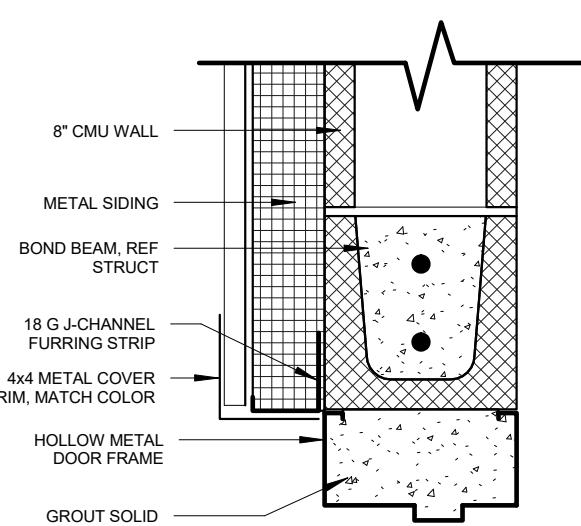 8" CMU WALL
METAL SIDING
BOND BEAM, REF
STRUCT
18 G J-CHANNEL
FURRING STRIP
4x4 METAL COVER
RIM, MATCH COLOR
HOLLOW METAL
DOOR FRAME
GROUT SOLID